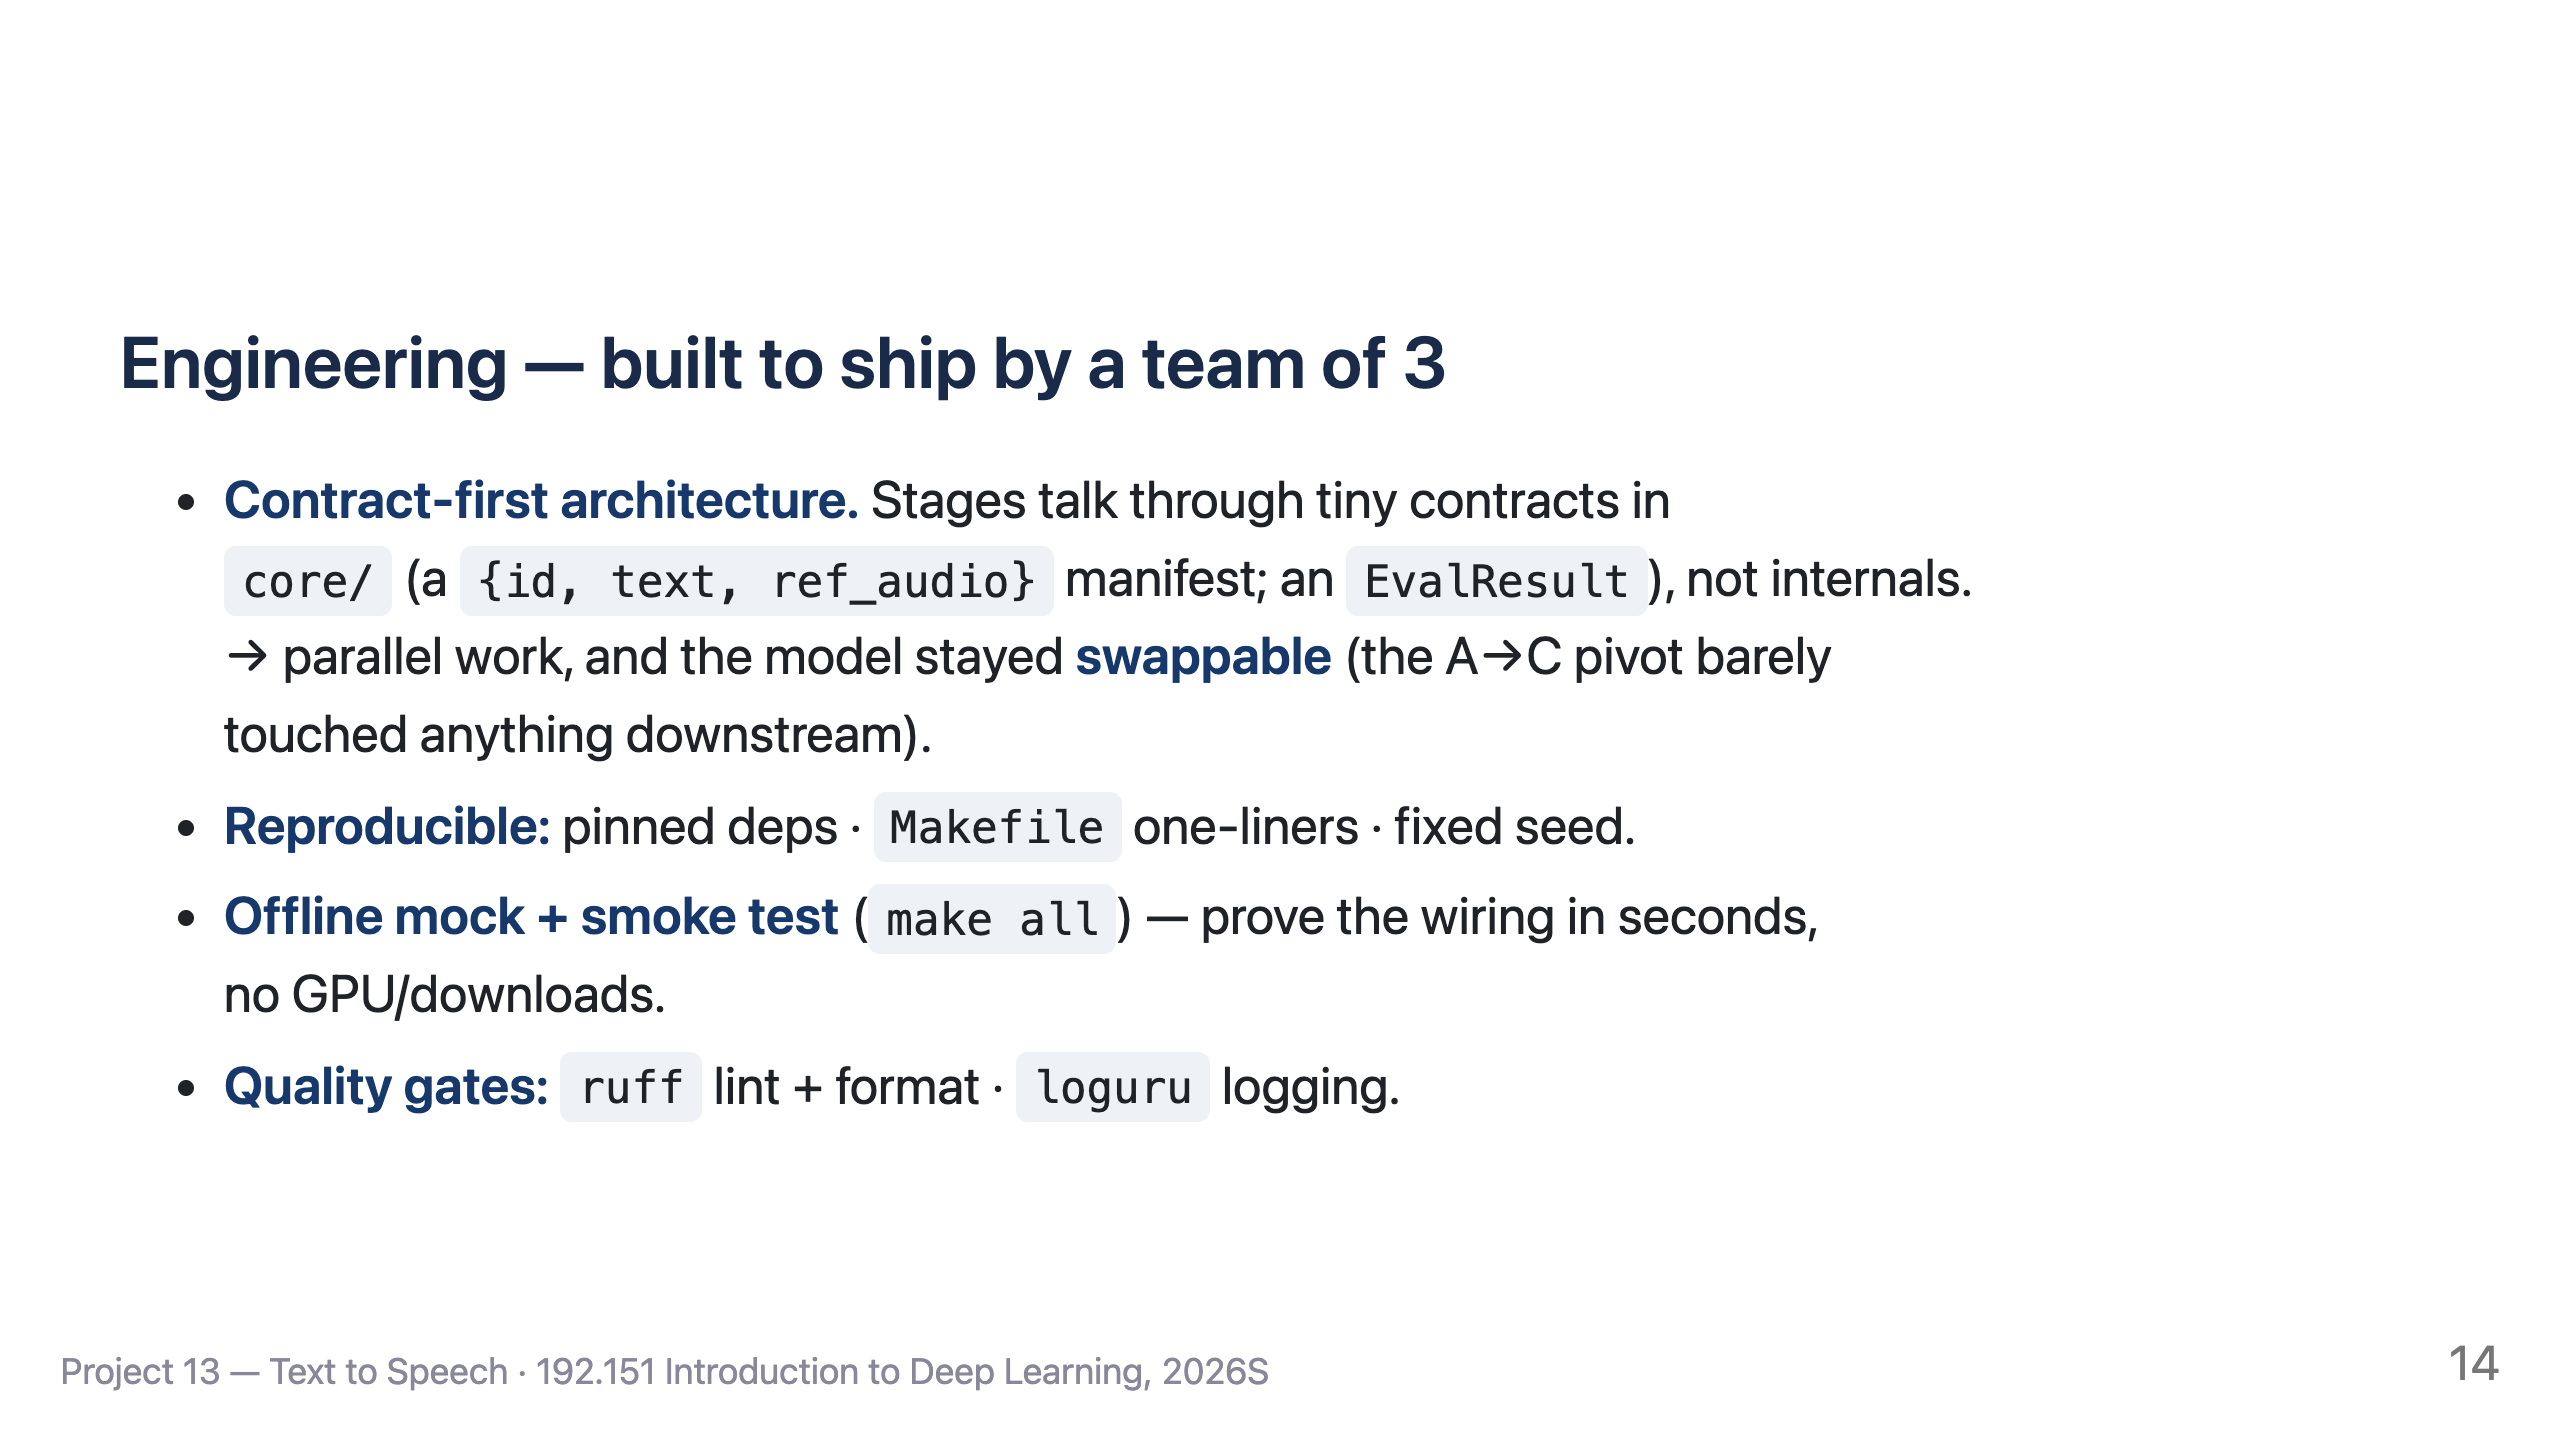 Engineering — built to ship by a team of 3
• Contract-first architecture. Stages talk through tiny contracts in
core/ (a {id, text, ref_audio} manifest; an EvalResult), not internals.
→ parallel work, and the model stayed swappable (the A→C pivot barely
touched anything downstream).
• Reproducible: pinned deps · Makefile one-liners · fixed seed.
• Offline mock + smoke test (make all) — prove the wiring in seconds,
no GPU/downloads.
• Quality gates: ruff lint + format · loguru logging.
Project 13 — Text to Speech · 192.151 Introduction to Deep Learning, 2026S
14